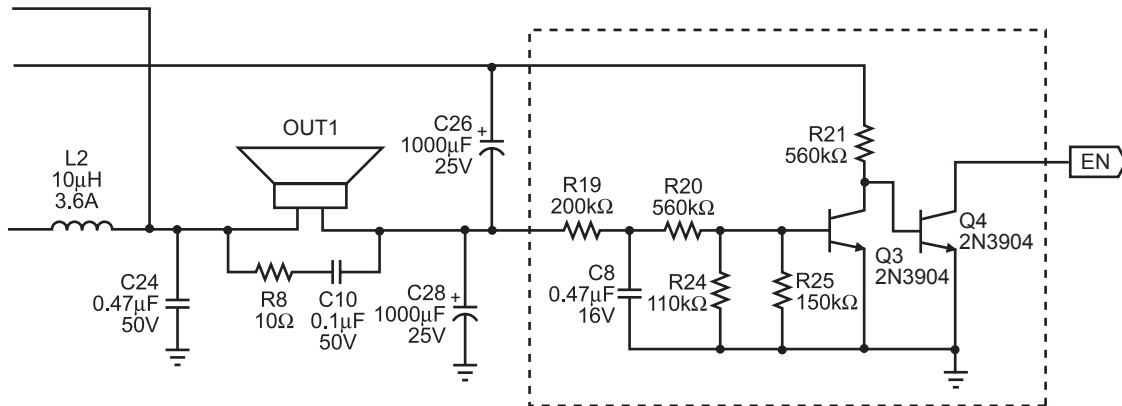 OUT1
C26
1000µF
25V
+
R21
560kΩ
EN
L2
10µH
3.6A
R19
200kΩ
R20
560kΩ
Q4
2N3904
Q3
2N3904
C24
0.47µF
50V
R8
10Ω
C10
0.1µF
50V
C28
1000µF
25V
+
C8
0.47µF
16V
R24
110kΩ
R25
150kΩ